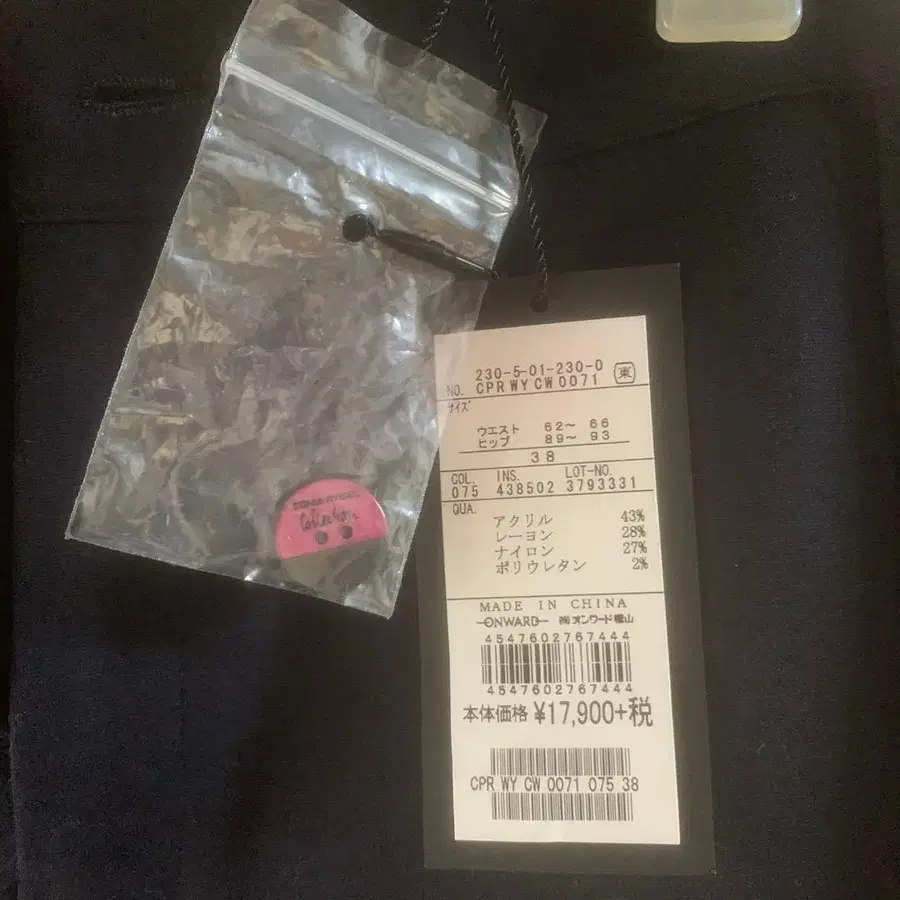 SONIA RYKIEL
Collection
230-5-01-230-0
NO. CPR WY CW 0071 東
サイズ
ウエスト 62～ 66
ヒップ 89～ 93
38
COL. INS. LOT-NO.
075 438502 3793331
QUA.
アクリル 43%
レーヨン 28%
ナイロン 27%
ポリウレタン 2%
MADE IN CHINA
ONWARD ㈱オンワード樫山
4547602767444
4547602767444
本体価格 ¥17,900+税
CPR WY CW 0071 075 38